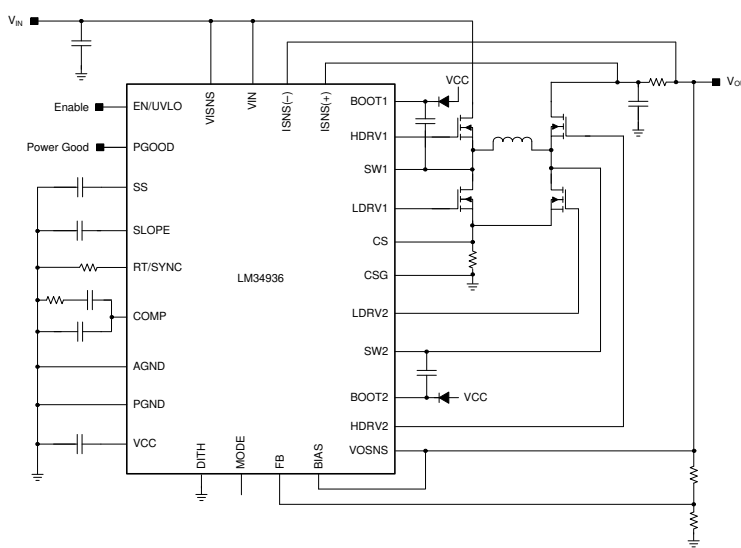 VIN
VISNS
VIN
ISNS(−)
ISNS(+)
VCC
VO
Enable
EN/UVLO
BOOT1
Power Good
PGOOD
HDRV1
SS
SW1
SLOPE
LDRV1
RT/SYNC
CS
LM34936
CSG
COMP
LDRV2
AGND
SW2
PGND
BOOT2
VCC
HDRV2
VCC
VOSNS
DITH
MODE
FB
BIAS